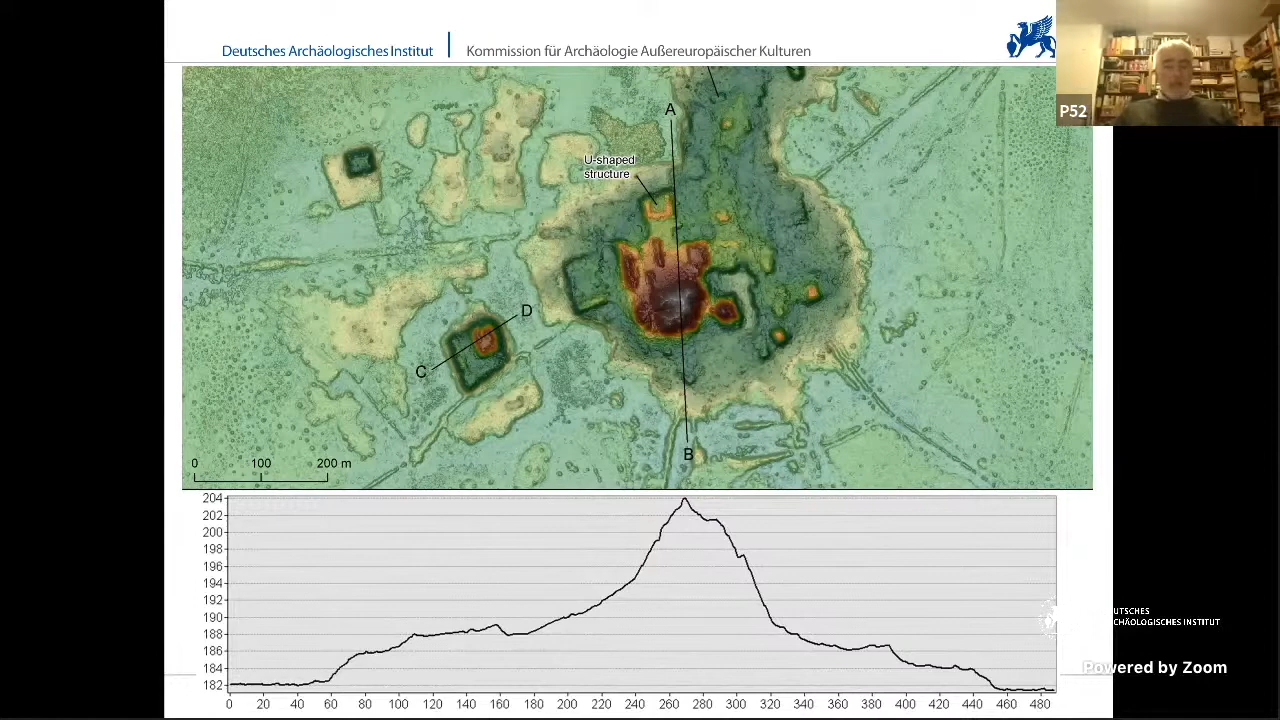 Deutsches Archäologisches Institut Kommission für Archäologie Außereuropäischer Kulturen
P52
A
U-shaped
structure
D
C
B
0 100 200 m
204
202
200
198
196
194
192
190
188
186
184
182
0 20 40 60 80 100 120 140 160 180 200 220 240 260 280 300 320 340 360 380 400 420 440 460 480
UTSCHES
CHÄOLOGISCHES INSTITUT
Powered by Zoom